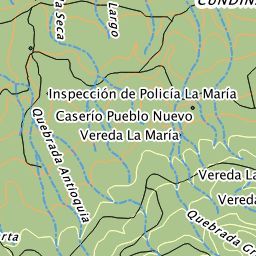 CUNDIN
a Seca
Largo
Inspección de Policía La María
Caserío Pueblo Nuevo
Vereda La María
Quebrada Antioquia
Vereda L
Vereda
Quebrada Gr
rta